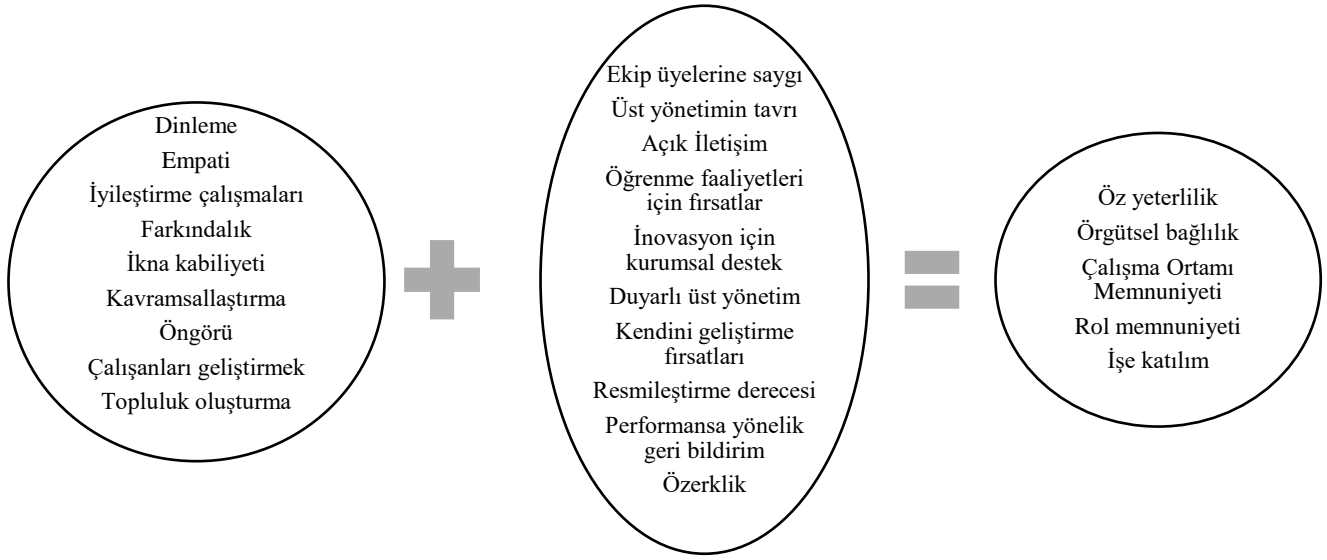 Dinleme
Empati
İyileştirme çalışmaları
Farkındalık
İkna kabiliyeti
Kavramsallaştırma
Öngörü
Çalışanları geliştirmek
Topluluk oluşturma
Ekip üyelerine saygı
Üst yönetimin tavrı
Açık İletişim
Öğrenme faaliyetleri
için fırsatlar
İnovasyon için
kurumsal destek
Duyarlı üst yönetim
Kendini geliştirme
fırsatları
Resmileştirme derecesi
Performansa yönelik
geri bildirim
Özerklik
Öz yeterlilik
Örgütsel bağlılık
Çalışma Ortamı
Memnuniyeti
Rol memnuniyeti
İşe katılım